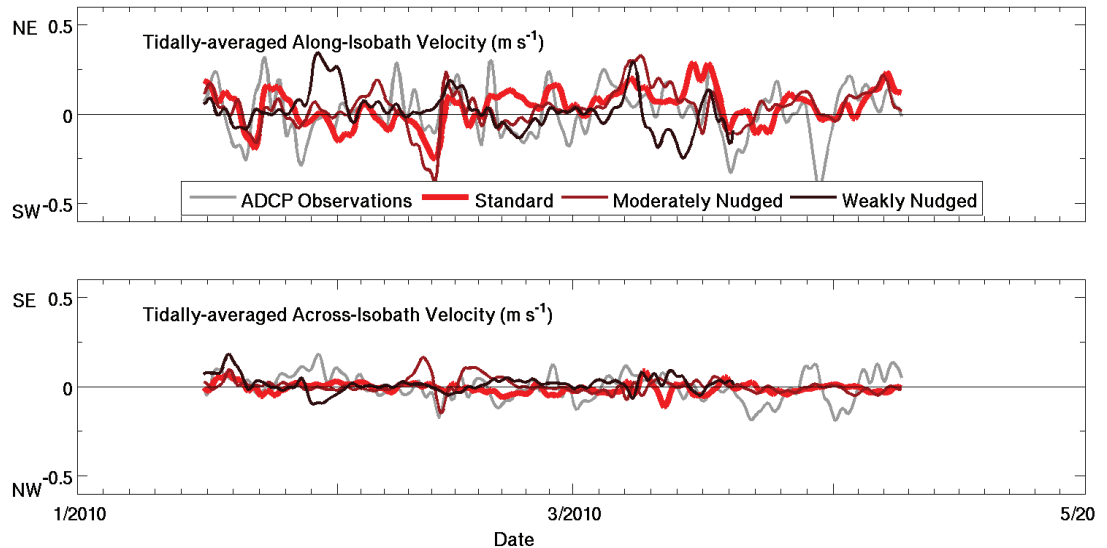 NE 0.5
Tidally-averaged Along-Isobath Velocity (m s⁻¹)
0
ADCP Observations Standard Moderately Nudged Weakly Nudged
-0.5
SW
SE 0.5
Tidally-averaged Across-Isobath Velocity (m s⁻¹)
0
-0.5
NW
1/2010 3/2010 5/20
Date